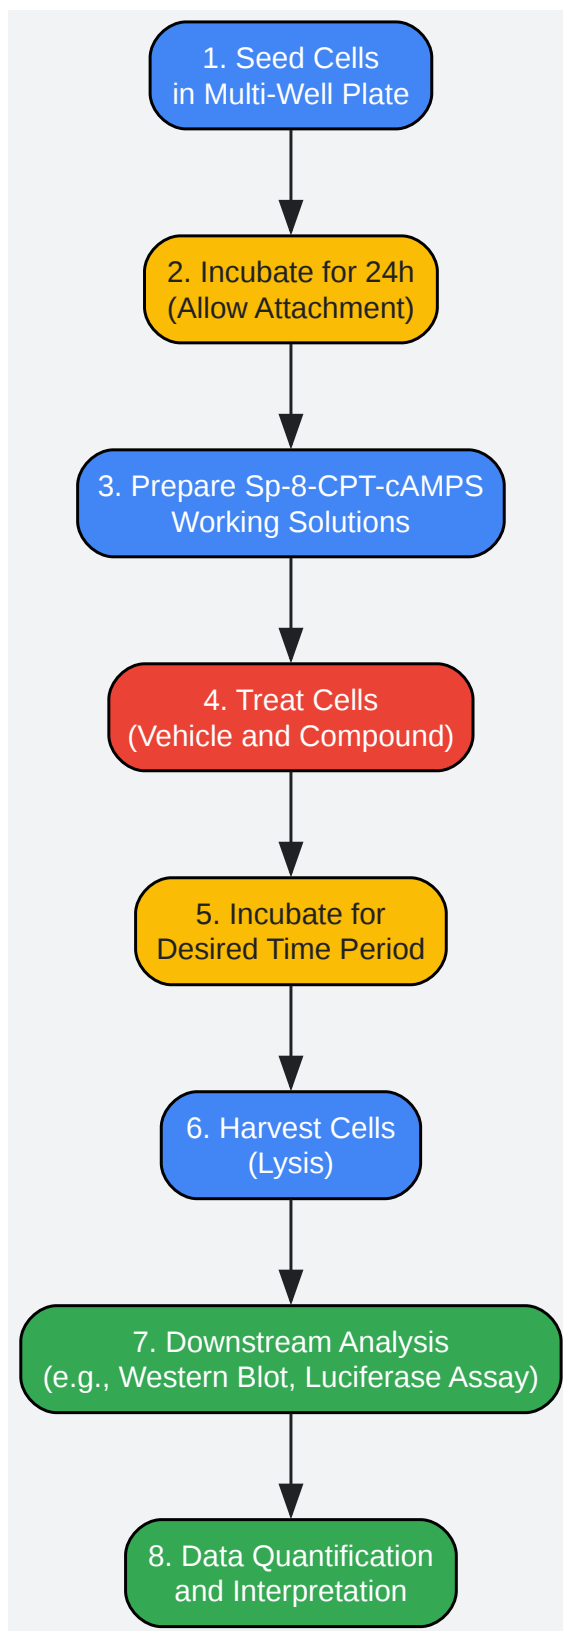 1. Seed Cells
in Multi-Well Plate
2. Incubate for 24h
(Allow Attachment)
3. Prepare Sp-8-CPT-cAMPS
Working Solutions
4. Treat Cells
(Vehicle and Compound)
5. Incubate for
Desired Time Period
6. Harvest Cells
(Lysis)
7. Downstream Analysis
(e.g., Western Blot, Luciferase Assay)
8. Data Quantification
and Interpretation